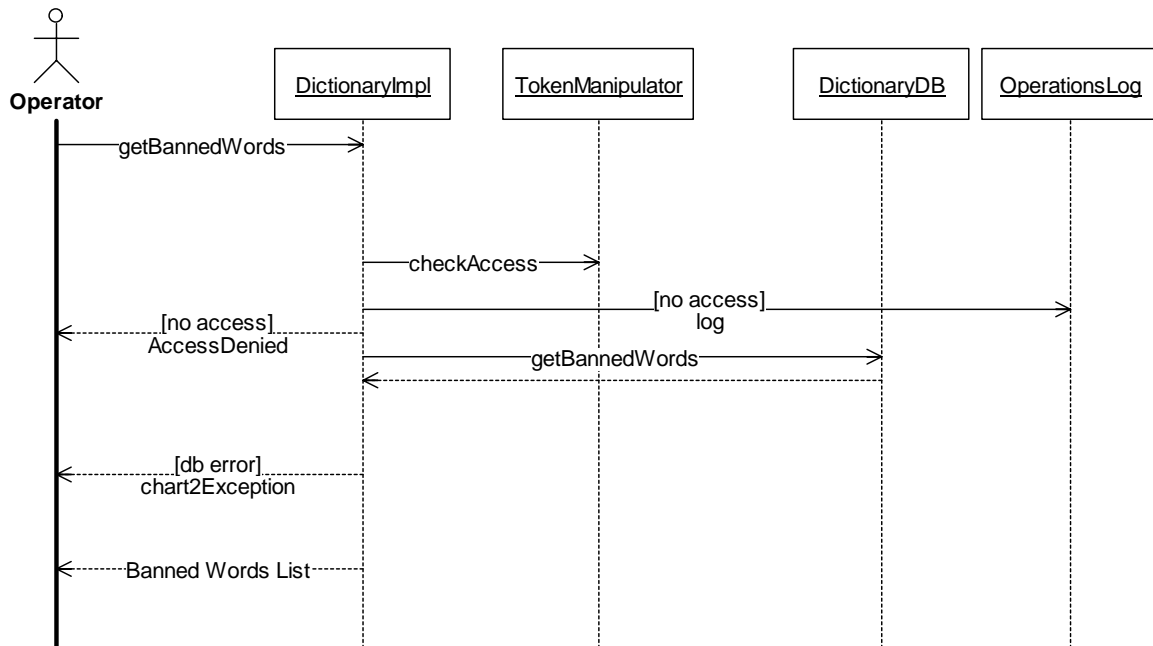 Operator
DictionaryImpl
TokenManipulator
DictionaryDB
OperationsLog
getBannedWords
checkAccess
[no access]
log
[no access]
AccessDenied
getBannedWords
[db error]
chart2Exception
Banned Words List